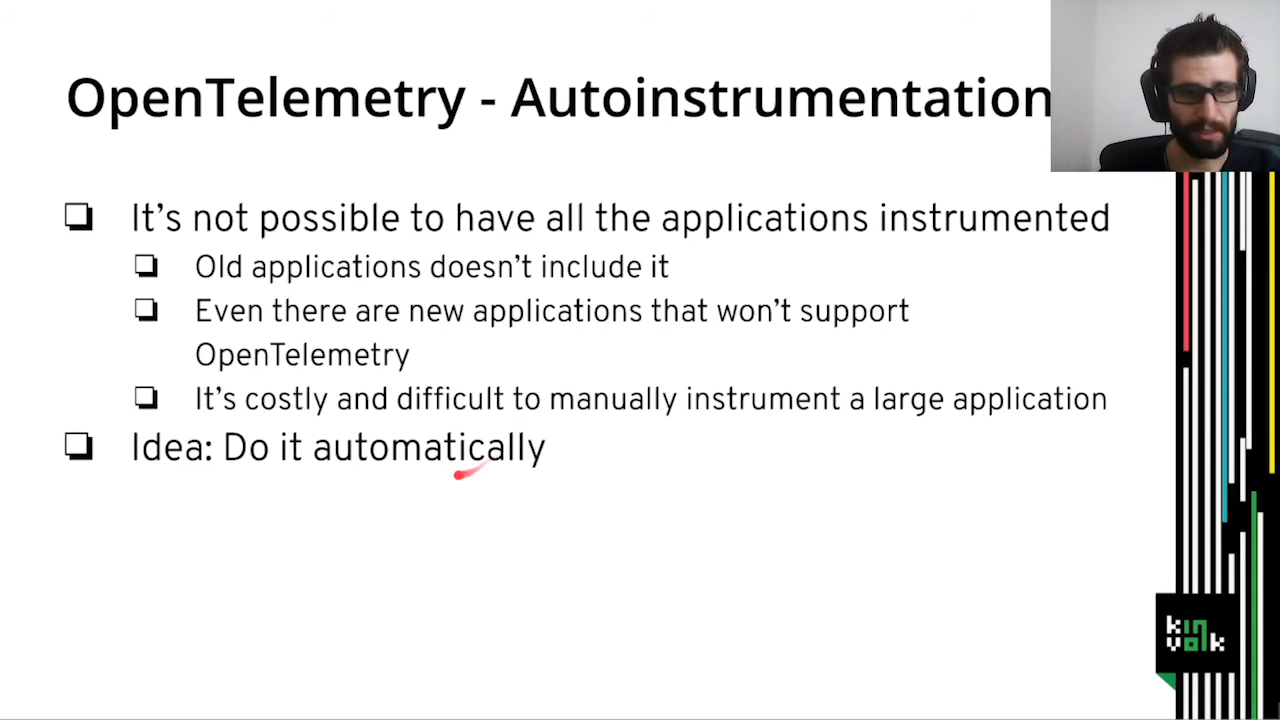 OpenTelemetry - Autoinstrumentation
It's not possible to have all the applications instrumented
Old applications doesn't include it
Even there are new applications that won't support
OpenTelemetry
It's costly and difficult to manually instrument a large application
Idea: Do it automatically
kin
volk